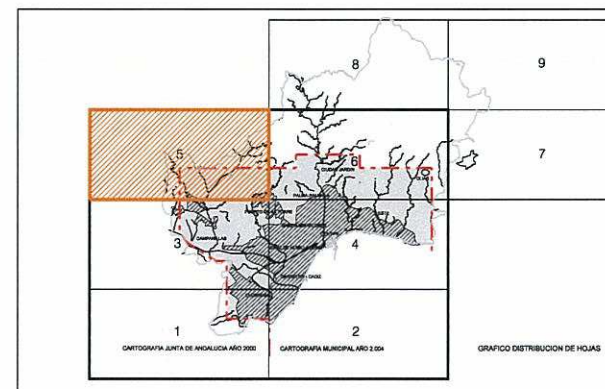 8
9
5
6
7
CIUDAD JARDIN
3
CAMPANILLAS
4
1
2
CARTOGRAFIA JUNTA DE ANDALUCIA AÑO 2000
CARTOGRAFIA MUNICIPAL AÑO 2.004
GRAFICO DISTRIBUCION DE HOJAS